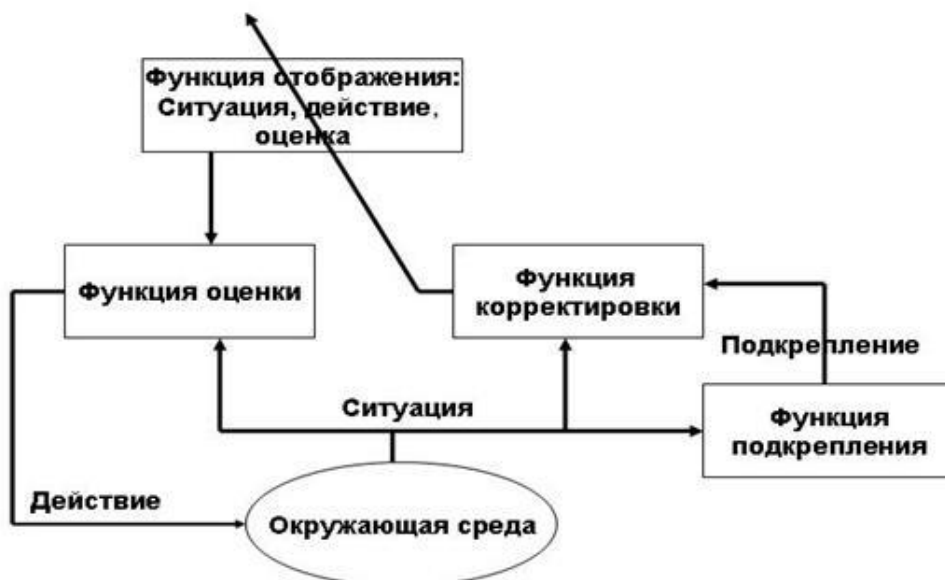 Функция отображения:
Ситуация, действие,
оценка
Функция оценки
Функция
корректировки
Подкрепление
Ситуация
Функция
подкрепления
Действие
Окружающая среда